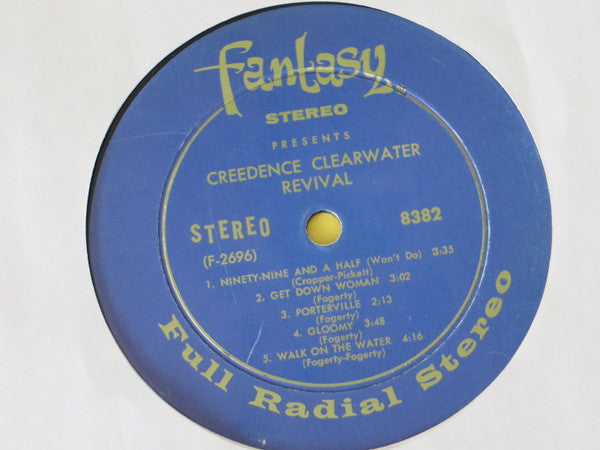 Fantasy
STEREO
PRESENTS
CREEDENCE CLEARWATER
REVIVAL
STEREO 8382
(F-2696)
1. NINETY-NINE AND A HALF (Won't Do) 3:35
(Cropper-Pickett)
2. GET DOWN WOMAN 3:02
(Fogerty)
3. PORTERVILLE 2:13
(Fogerty)
4. GLOOMY 3:48
(Fogerty)
5. WALK ON THE WATER 4:16
(Fogerty-Fogerty)
Full Radial Stereo